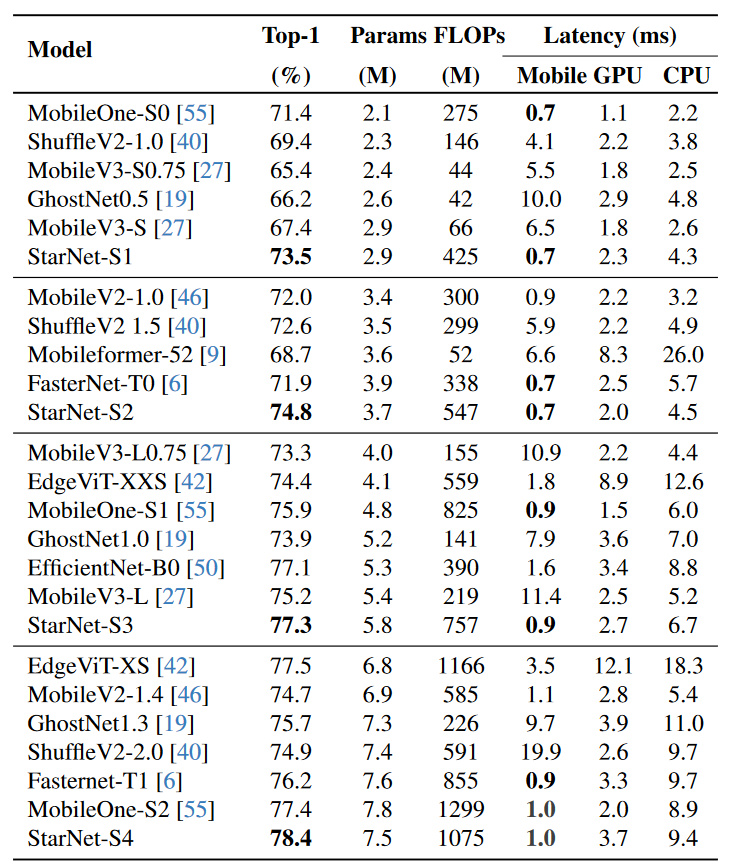 Model Top-1 Params FLOPs Latency (ms)
(%) (M) (M) Mobile GPU CPU
MobileOne-S0 [55] 71.4 2.1 275 0.7 1.1 2.2
ShuffleV2-1.0 [40] 69.4 2.3 146 4.1 2.2 3.8
MobileV3-S0.75 [27] 65.4 2.4 44 5.5 1.8 2.5
GhostNet0.5 [19] 66.2 2.6 42 10.0 2.9 4.8
MobileV3-S [27] 67.4 2.9 66 6.5 1.8 2.6
StarNet-S1 73.5 2.9 425 0.7 2.3 4.3
MobileV2-1.0 [46] 72.0 3.4 300 0.9 2.2 3.2
ShuffleV2 1.5 [40] 72.6 3.5 299 5.9 2.2 4.9
Mobileformer-52 [9] 68.7 3.6 52 6.6 8.3 26.0
FasterNet-T0 [6] 71.9 3.9 338 0.7 2.5 5.7
StarNet-S2 74.8 3.7 547 0.7 2.0 4.5
MobileV3-L0.75 [27] 73.3 4.0 155 10.9 2.2 4.4
EdgeViT-XXS [42] 74.4 4.1 559 1.8 8.9 12.6
MobileOne-S1 [55] 75.9 4.8 825 0.9 1.5 6.0
GhostNet1.0 [19] 73.9 5.2 141 7.9 3.6 7.0
EfficientNet-B0 [50] 77.1 5.3 390 1.6 3.4 8.8
MobileV3-L [27] 75.2 5.4 219 11.4 2.5 5.2
StarNet-S3 77.3 5.8 757 0.9 2.7 6.7
EdgeViT-XS [42] 77.5 6.8 1166 3.5 12.1 18.3
MobileV2-1.4 [46] 74.7 6.9 585 1.1 2.8 5.4
GhostNet1.3 [19] 75.7 7.3 226 9.7 3.9 11.0
ShuffleV2-2.0 [40] 74.9 7.4 591 19.9 2.6 9.7
Fasternet-T1 [6] 76.2 7.6 855 0.9 3.3 9.7
MobileOne-S2 [55] 77.4 7.8 1299 1.0 2.0 8.9
StarNet-S4 78.4 7.5 1075 1.0 3.7 9.4